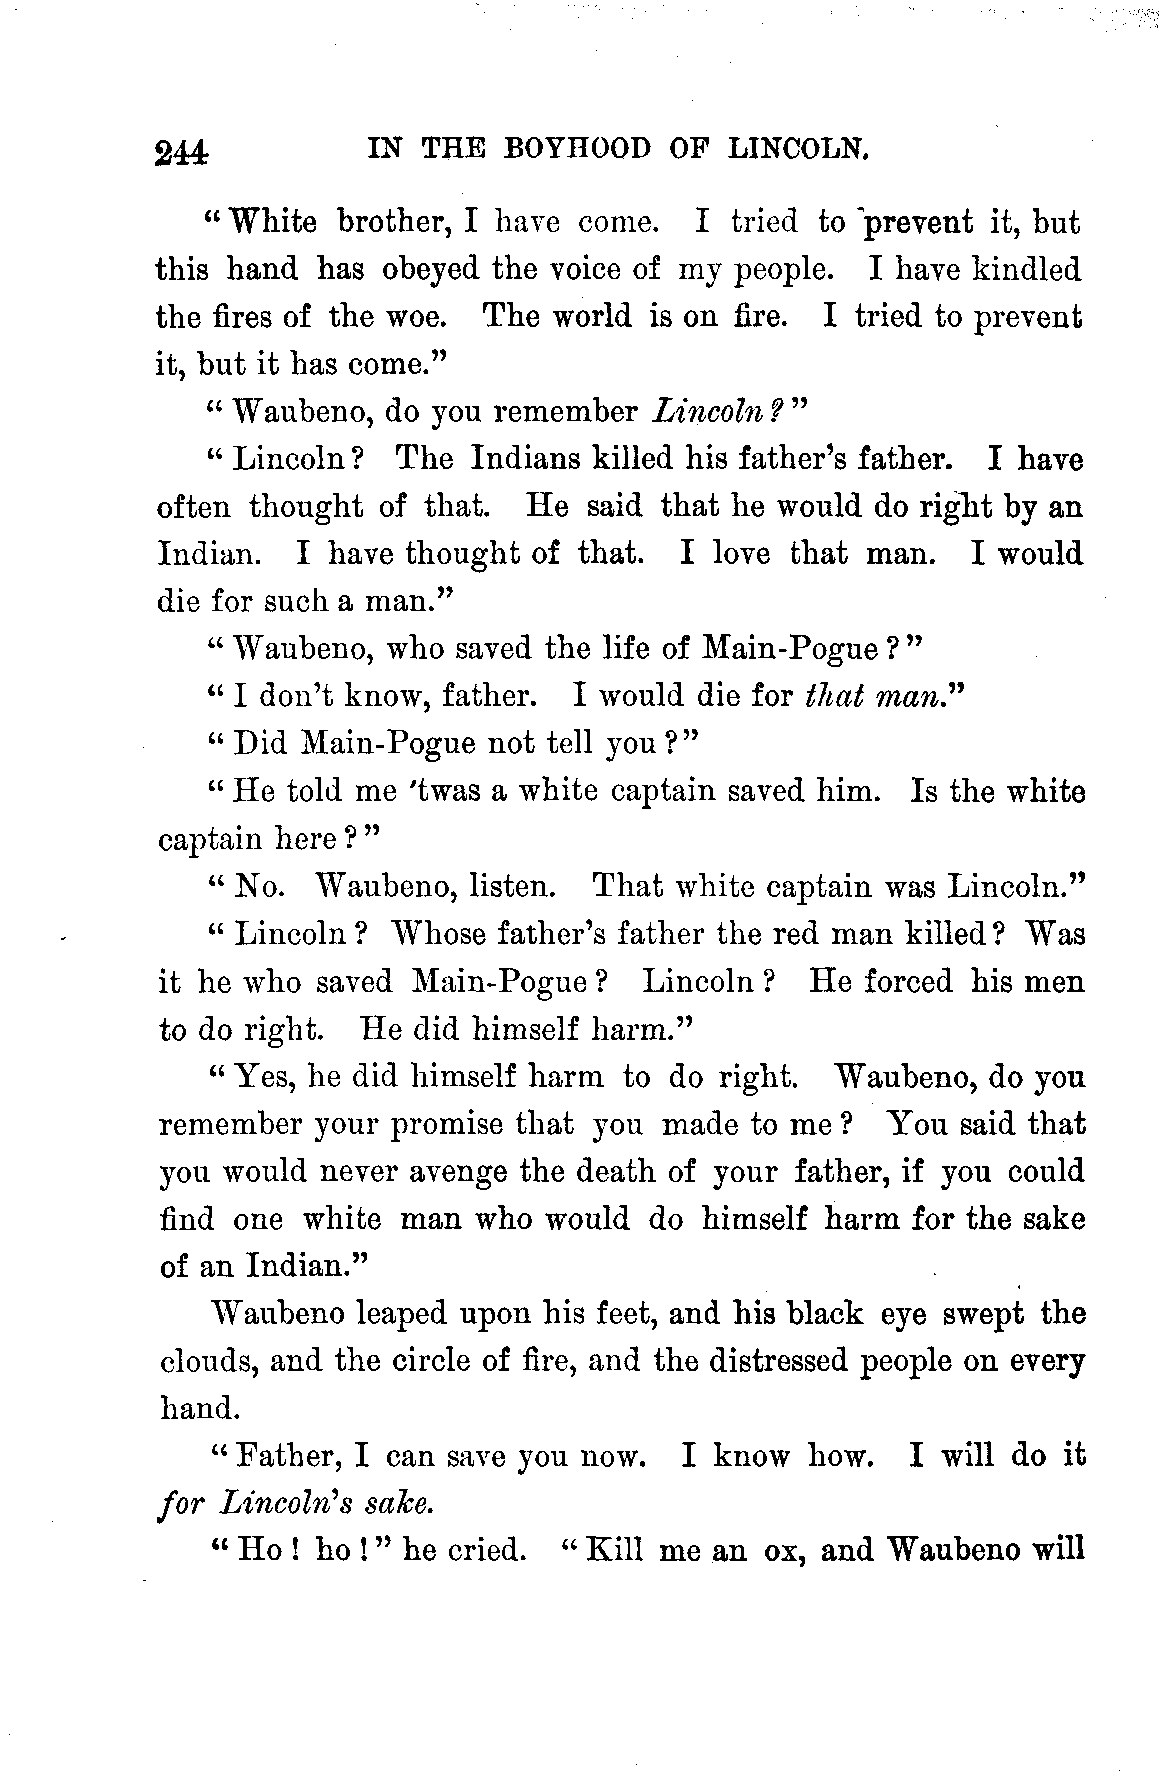 244 IN THE BOYHOOD OF LINCOLN.
“White brother, I have come. I tried to prevent it, but
this hand has obeyed the voice of my people. I have kindled
the fires of the woe. The world is on fire. I tried to prevent
it, but it has come.”
“Waubeno, do you remember Lincoln?”
“Lincoln? The Indians killed his father's father. I have
often thought of that. He said that he would do right by an
Indian. I have thought of that. I love that man. I would
die for such a man.”
“Waubeno, who saved the life of Main-Pogue?”
“I don't know, father. I would die for that man.”
“Did Main-Pogue not tell you?”
“He told me 'twas a white captain saved him. Is the white
captain here?”
“No. Waubeno, listen. That white captain was Lincoln.”
“Lincoln? Whose father's father the red man killed? Was
it he who saved Main-Pogue? Lincoln? He forced his men
to do right. He did himself harm.”
“Yes, he did himself harm to do right. Waubeno, do you
remember your promise that you made to me? You said that
you would never avenge the death of your father, if you could
find one white man who would do himself harm for the sake
of an Indian.”
Waubeno leaped upon his feet, and his black eye swept the
clouds, and the circle of fire, and the distressed people on every
hand.
“Father, I can save you now. I know how. I will do it
for Lincoln's sake.
“Ho! ho!” he cried. “Kill me an ox, and Waubeno will